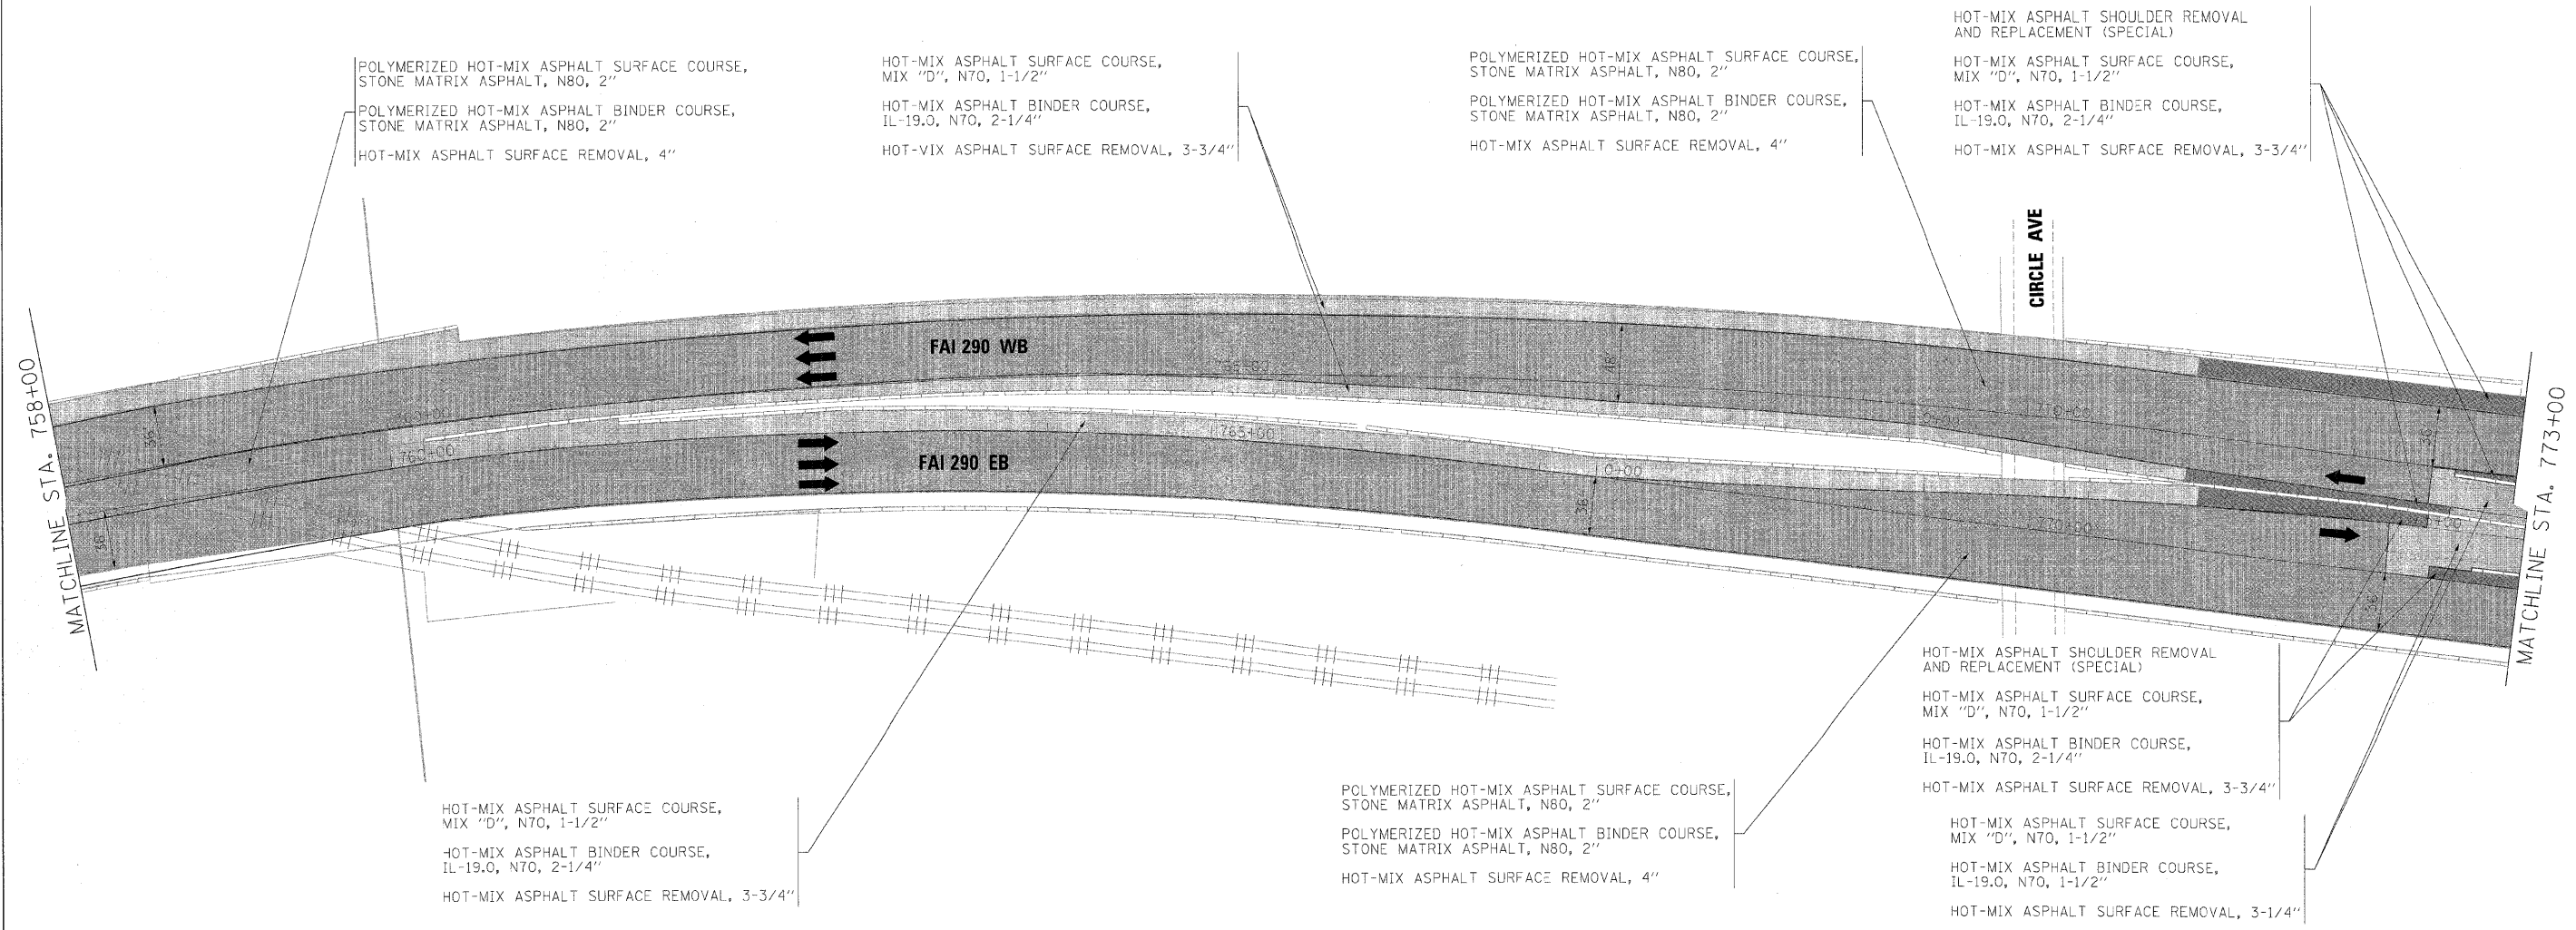 HOT-MIX ASPHALT SHOULDER REMOVAL
AND REPLACEMENT (SPECIAL)
HOT-MIX ASPHALT SURFACE COURSE,
MIX "D", N70, 1-1/2"
HOT-MIX ASPHALT BINDER COURSE,
IL-19.0, N70, 2-1/4"
HOT-MIX ASPHALT SURFACE REMOVAL, 3-3/4"
POLYMERIZED HOT-MIX ASPHALT SURFACE COURSE,
STONE MATRIX ASPHALT, N80, 2"
POLYMERIZED HOT-MIX ASPHALT BINDER COURSE,
STONE MATRIX ASPHALT, N80, 2"
HOT-MIX ASPHALT SURFACE REMOVAL, 4"
HOT-MIX ASPHALT SURFACE COURSE,
MIX "D", N70, 1-1/2"
HOT-MIX ASPHALT BINDER COURSE,
IL-19.0, N70, 2-1/4"
HOT-VIX ASPHALT SURFACE REMOVAL, 3-3/4"
POLYMERIZED HOT-MIX ASPHALT SURFACE COURSE,
STONE MATRIX ASPHALT, N80, 2"
POLYMERIZED HOT-MIX ASPHALT BINDER COURSE,
STONE MATRIX ASPHALT, N80, 2"
HOT-MIX ASPHALT SURFACE REMOVAL, 4"
CIRCLE AVE
MATCHLINE STA. 758+00
FAI 290 WB
48
36
36
760+00
770+00
FAI 290 EB
760+00
765+00
0+00
770+00
36
36
36
MATCHLINE STA. 773+00
HOT-MIX ASPHALT SHOULDER REMOVAL
AND REPLACEMENT (SPECIAL)
HOT-MIX ASPHALT SURFACE COURSE,
MIX "D", N70, 1-1/2"
HOT-MIX ASPHALT BINDER COURSE,
IL-19.0, N70, 2-1/4"
HOT-MIX ASPHALT SURFACE REMOVAL, 3-3/4"
HOT-MIX ASPHALT SURFACE COURSE,
MIX "D", N70, 1-1/2"
HOT-MIX ASPHALT BINDER COURSE,
IL-19.0, N70, 2-1/4"
HOT-MIX ASPHALT SURFACE REMOVAL, 3-3/4"
POLYMERIZED HOT-MIX ASPHALT SURFACE COURSE,
STONE MATRIX ASPHALT, N80, 2"
POLYMERIZED HOT-MIX ASPHALT BINDER COURSE,
STONE MATRIX ASPHALT, N80, 2"
HOT-MIX ASPHALT SURFACE REMOVAL, 4"
HOT-MIX ASPHALT SURFACE COURSE,
MIX "D", N70, 1-1/2"
HOT-MIX ASPHALT BINDER COURSE,
IL-19.0, N70, 1-1/2"
HOT-MIX ASPHALT SURFACE REMOVAL, 3-1/4"